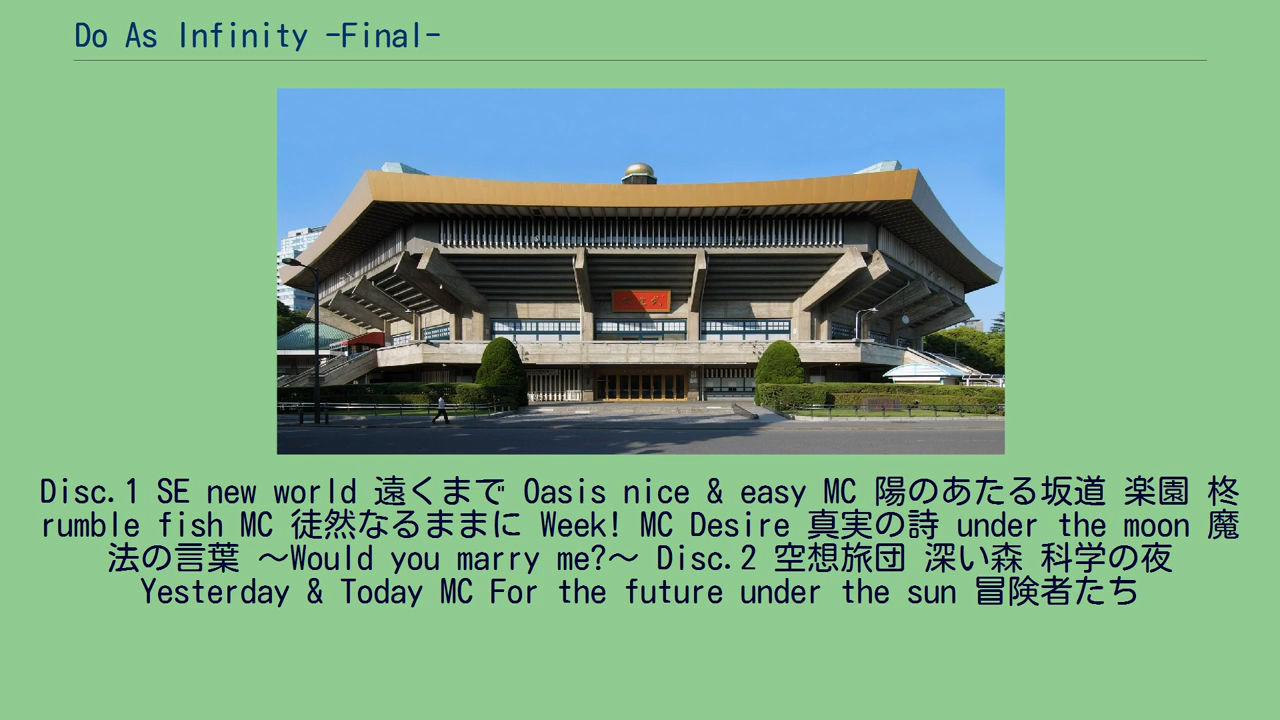 Do As Infinity -Final-
Disc.1 SE new world 遠くまで Oasis nice & easy MC 陽のあたる坂道 楽園 柊
rumble fish MC 徒然なるままに Week! MC Desire 真実の詩 under the moon 魔
法の言葉 ～Would you marry me?～ Disc.2 空想旅団 深い森 科学の夜
Yesterday & Today MC For the future under the sun 冒険者たち